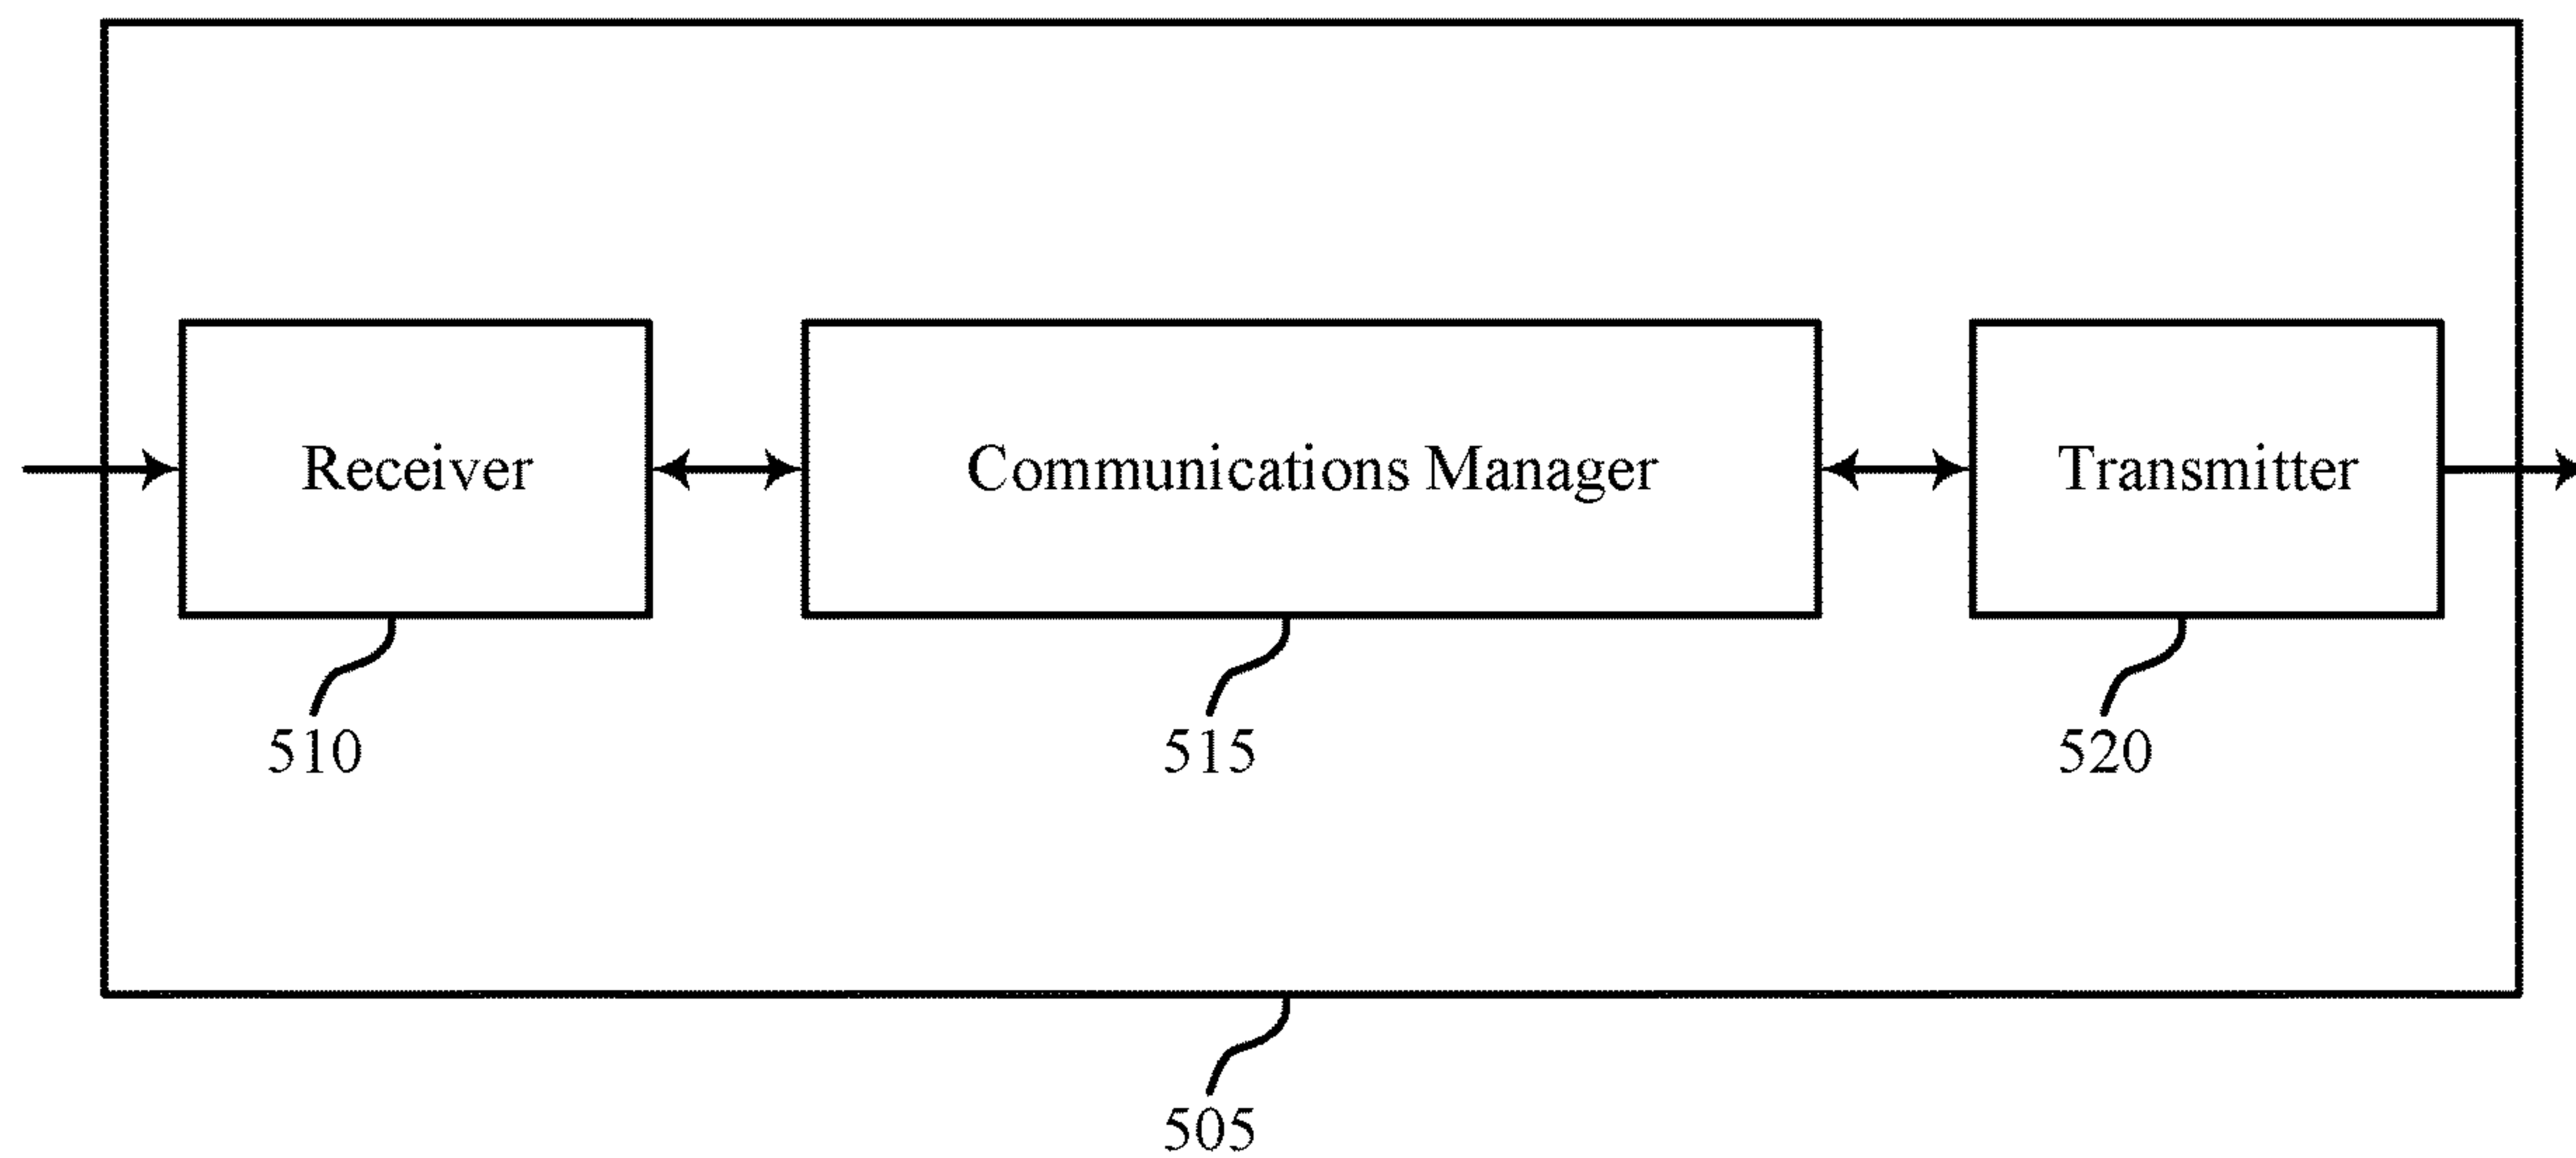 Receiver
Communications Manager
Transmitter
510
515
520
505